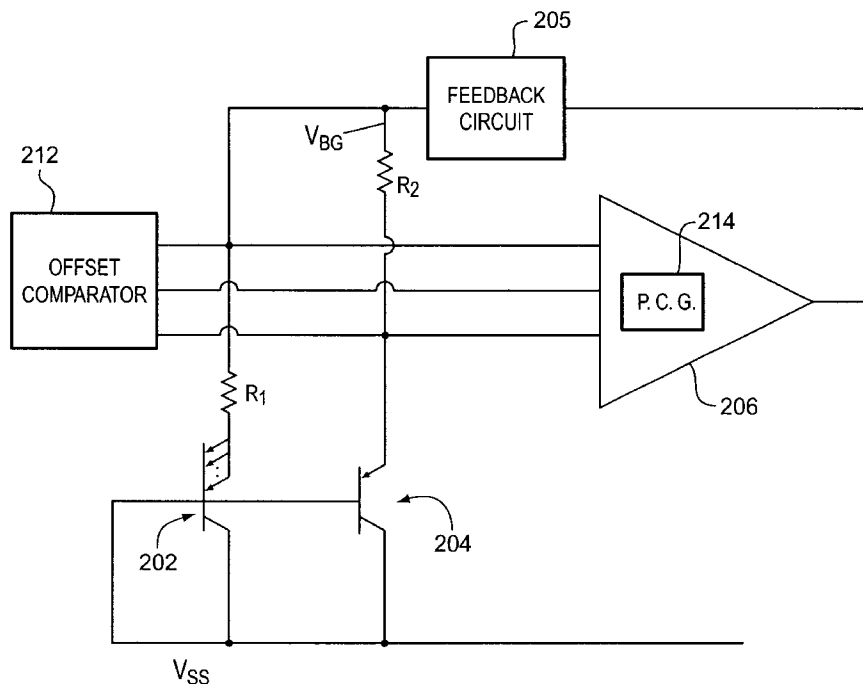 205
FEEDBACK
CIRCUIT
VBG
212
R2
214
OFFSET
COMPARATOR
P. C. G.
R1
206
202
204
VSS